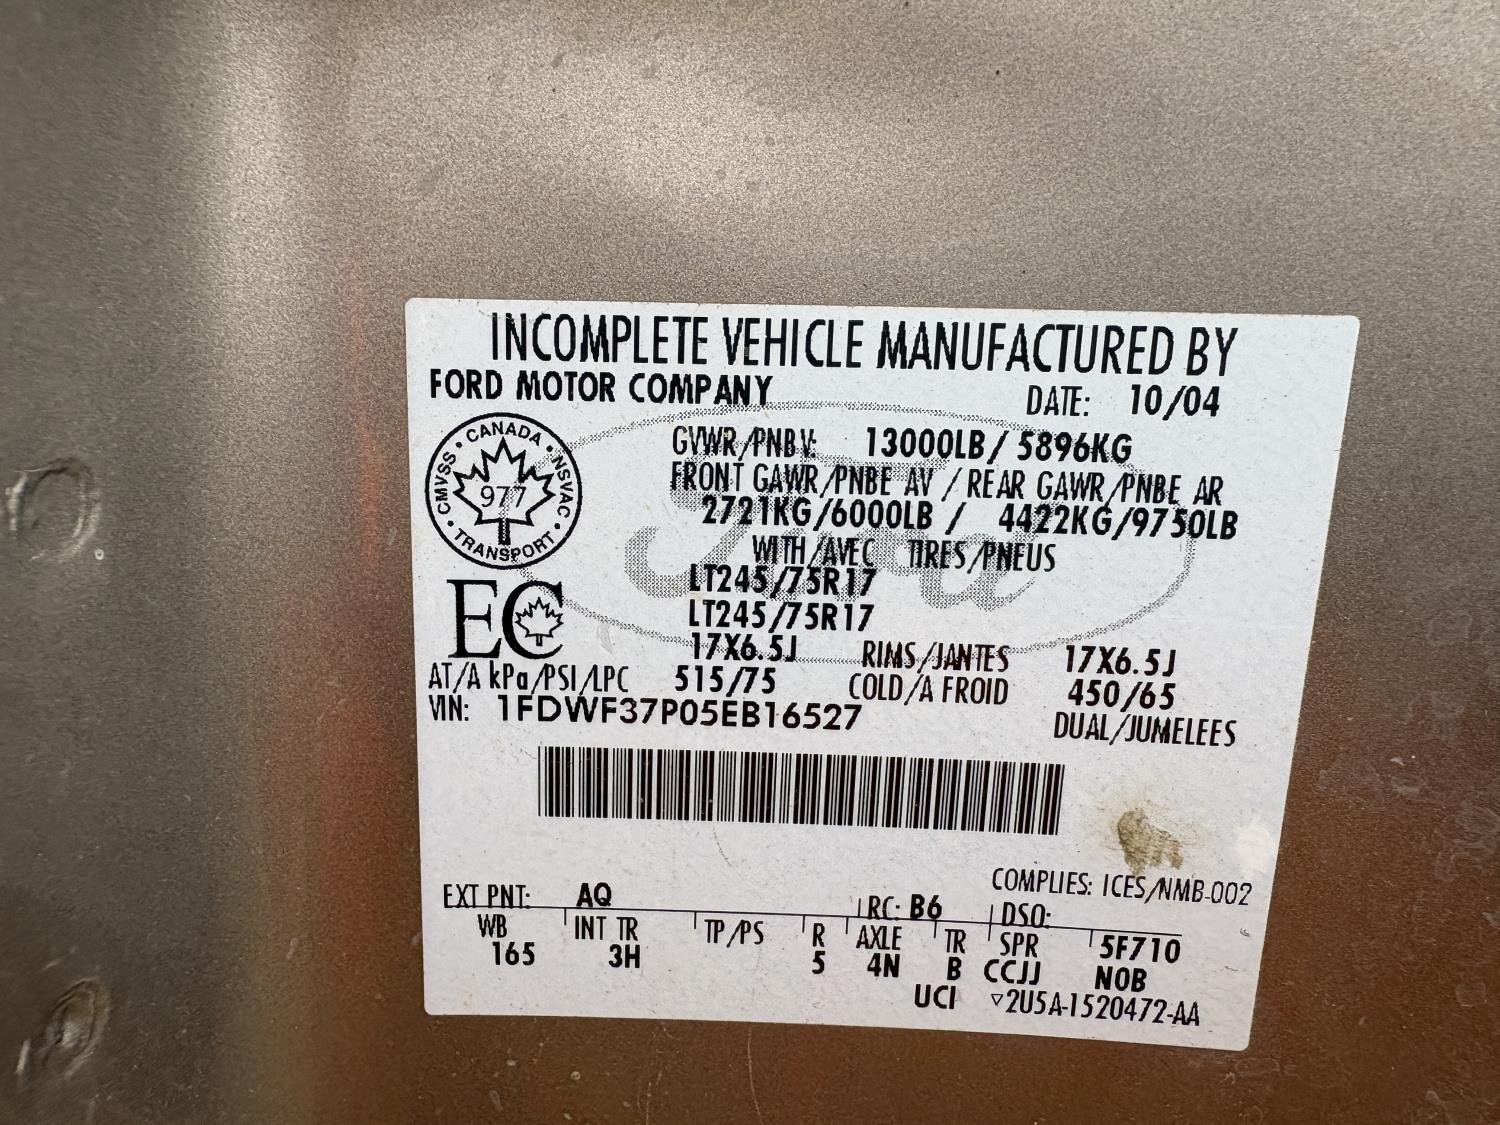 INCOMPLETE VEHICLE MANUFACTURED BY
FORD MOTOR COMPANY DATE: 10/04
CANADA CMVSS NSVAC TRANSPORT
977
GVWR/PNBV: 13000LB/ 5896KG
FRONT GAWR/PNBE AV / REAR GAWR/PNBE AR
2721KG/6000LB / 4422KG/9750LB
WITH/AVEC TIRES/PNEUS
Ford
LT245/75R17
EC
LT245/75R17
17X6.5J RIMS/JANTES 17X6.5J
AT/A kPa/PSI/LPC 515/75 COLD/A FROID 450/65
VIN: 1FDWF37P05EB16527 DUAL/JUMELEES
COMPLIES: ICES/NMB-002
EXT PNT: AQ RC: B6 DSO:
WB INT TR TP/PS R AXLE TR SPR 5F710
165 3H 5 4N B CCJJ NOB
UCI ▽2U5A-1520472-AA